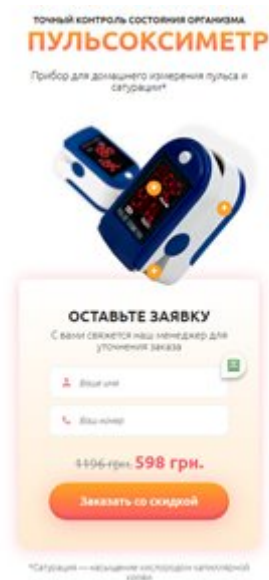 ТОЧНЫЙ КОНТРОЛЬ СОСТОЯНИЯ ОРГАНИЗМА
ПУЛЬСОКСИМЕТР
Прибор для домашнего измерения пульса и
сатурации*
ОСТАВЬТЕ ЗАЯВКУ
С вами свяжется наш менеджер для
уточнения заказа
Ваше имя
Ваш номер
1196 грн. 598 грн.
Заказать со скидкой
*Сатурация — насыщение кислородом капиллярной
крови